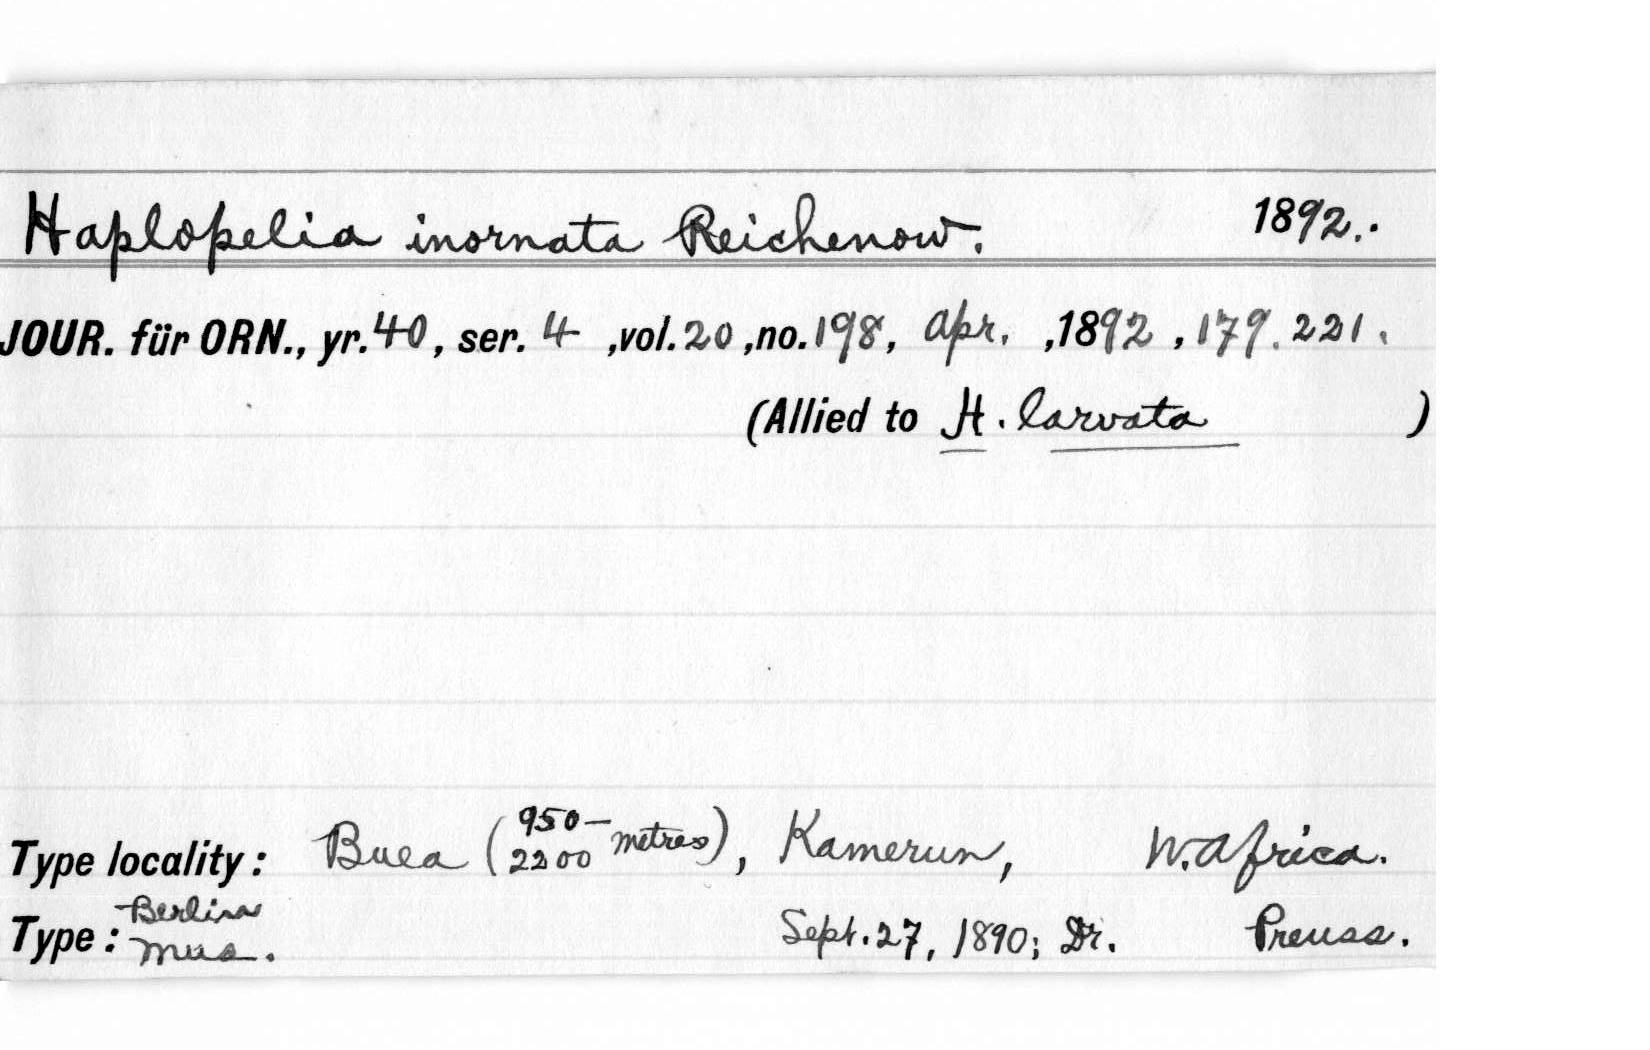 Haplopelia inornata Reichenow. 1892..
JOUR. für ORN., yr. 40, ser. 4 ,vol. 20 ,no. 198, Apr. ,1892 , 179. 221.
(Allied to H. larvata )
Type locality: Buea (950-2200 metres), Kamerun, W. Africa.
Type: Berlin Mus. Sept. 27, 1890; Dr. Preuss.